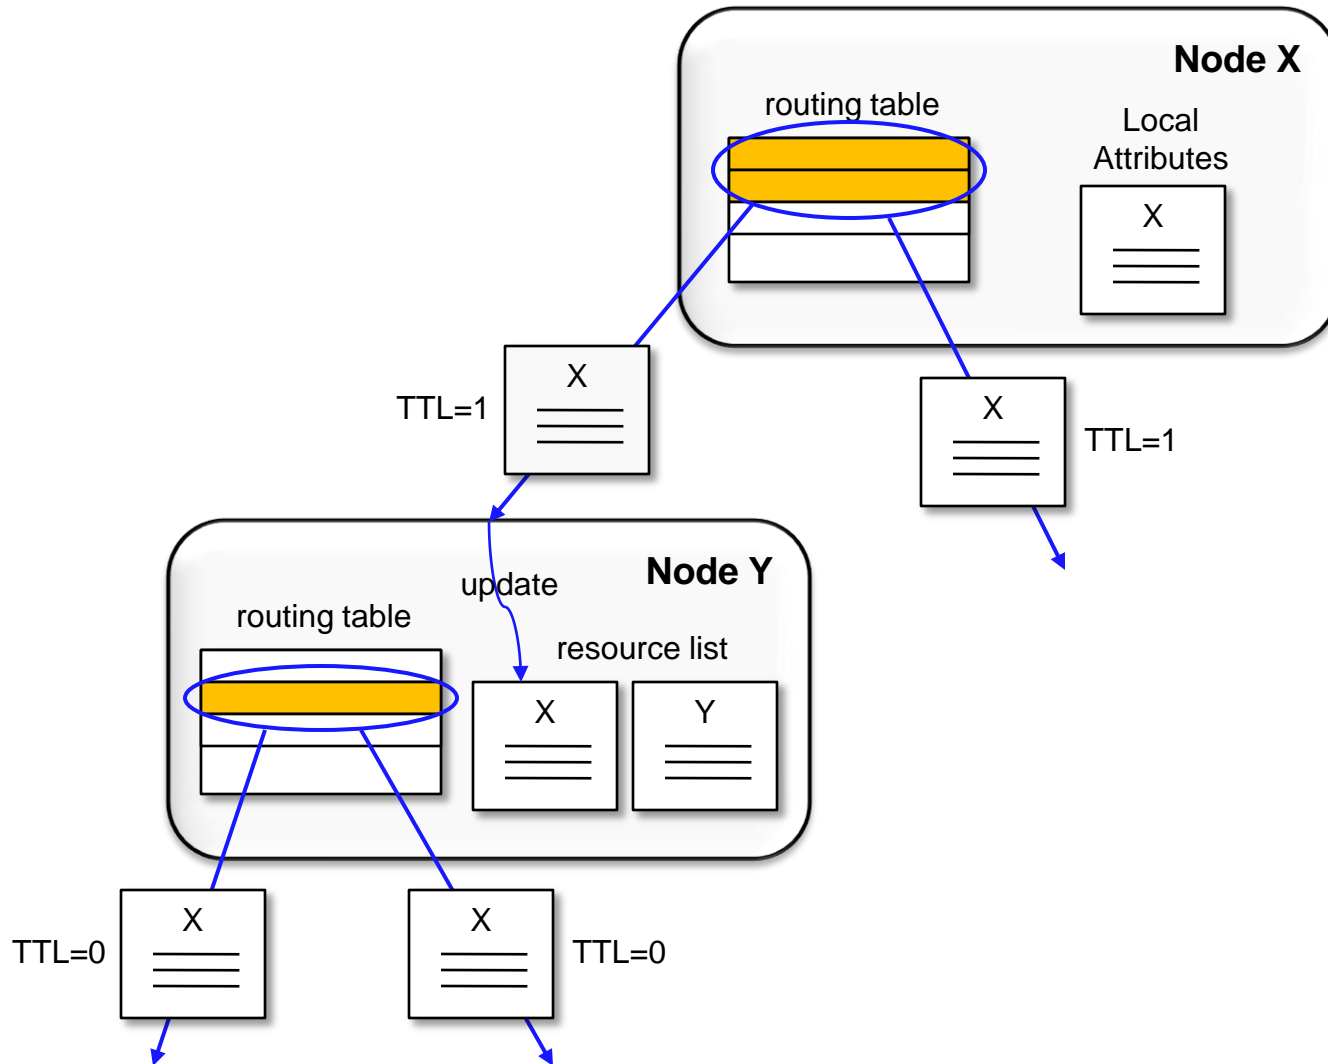 Node X
routing table
Local
Attributes
X
X
TTL=1
X
TTL=1
Node Y
update
routing table
resource list
X
Y
X
TTL=0
X
TTL=0